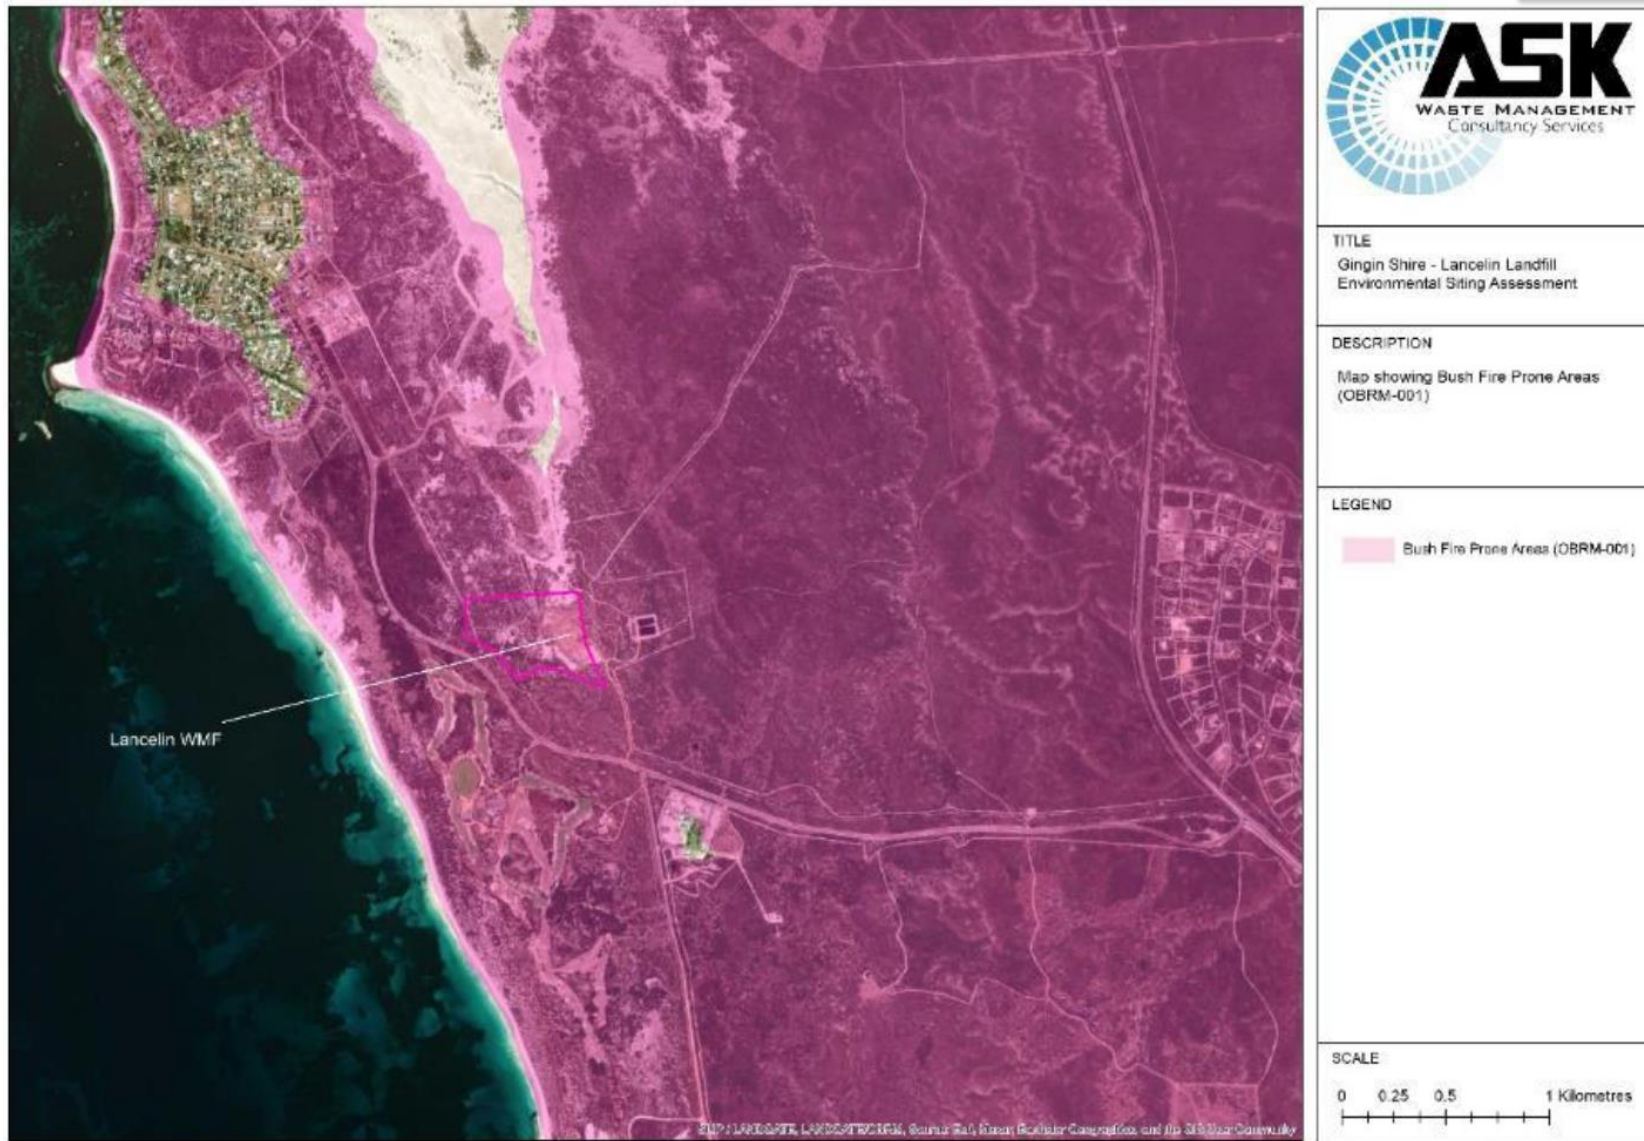 ASK
WASTE MANAGEMENT
Consultancy Services
TITLE
Gingin Shire - Lancelin Landfill
Environmental Siting Assessment
DESCRIPTION
Map showing Bush Fire Prone Areas
(OBRM-001)
LEGEND
Bush Fire Prone Areas (OBRM-001)
SCALE
0 0.25 0.5 1 Kilometres
Lancelin WMF